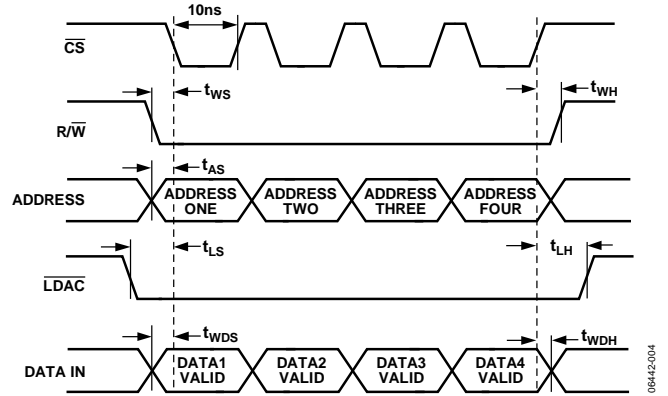 10ns
CS
tWS
tWH
R/W
tAS
ADDRESS
ADDRESS ONE
ADDRESS TWO
ADDRESS THREE
ADDRESS FOUR
tLS
tLH
LDAC
tWDS
tWDH
DATA IN
DATA1 VALID
DATA2 VALID
DATA3 VALID
DATA4 VALID
06442-004